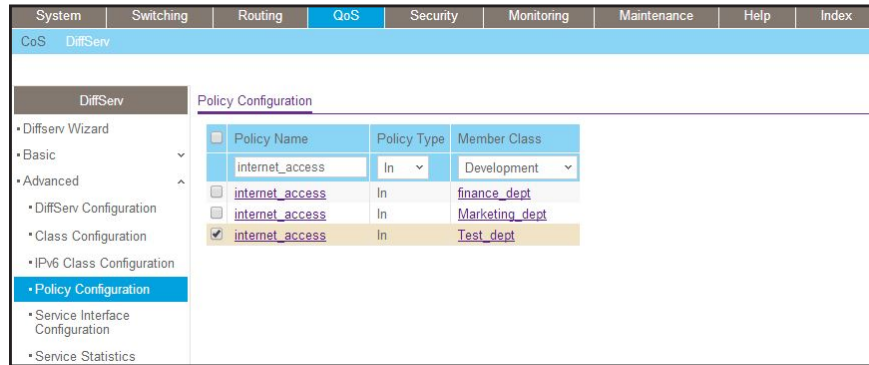 System Switching Routing QoS Security Monitoring Maintenance Help Index
CoS DiffServ
DiffServ
Diffserv Wizard
Basic
Advanced
DiffServ Configuration
Class Configuration
IPv6 Class Configuration
Policy Configuration
Service Interface
Configuration
Service Statistics
Policy Configuration
Policy Name Policy Type Member Class
internet_access In Development
internet_access In finance_dept
internet_access In Marketing_dept
internet_access In Test_dept